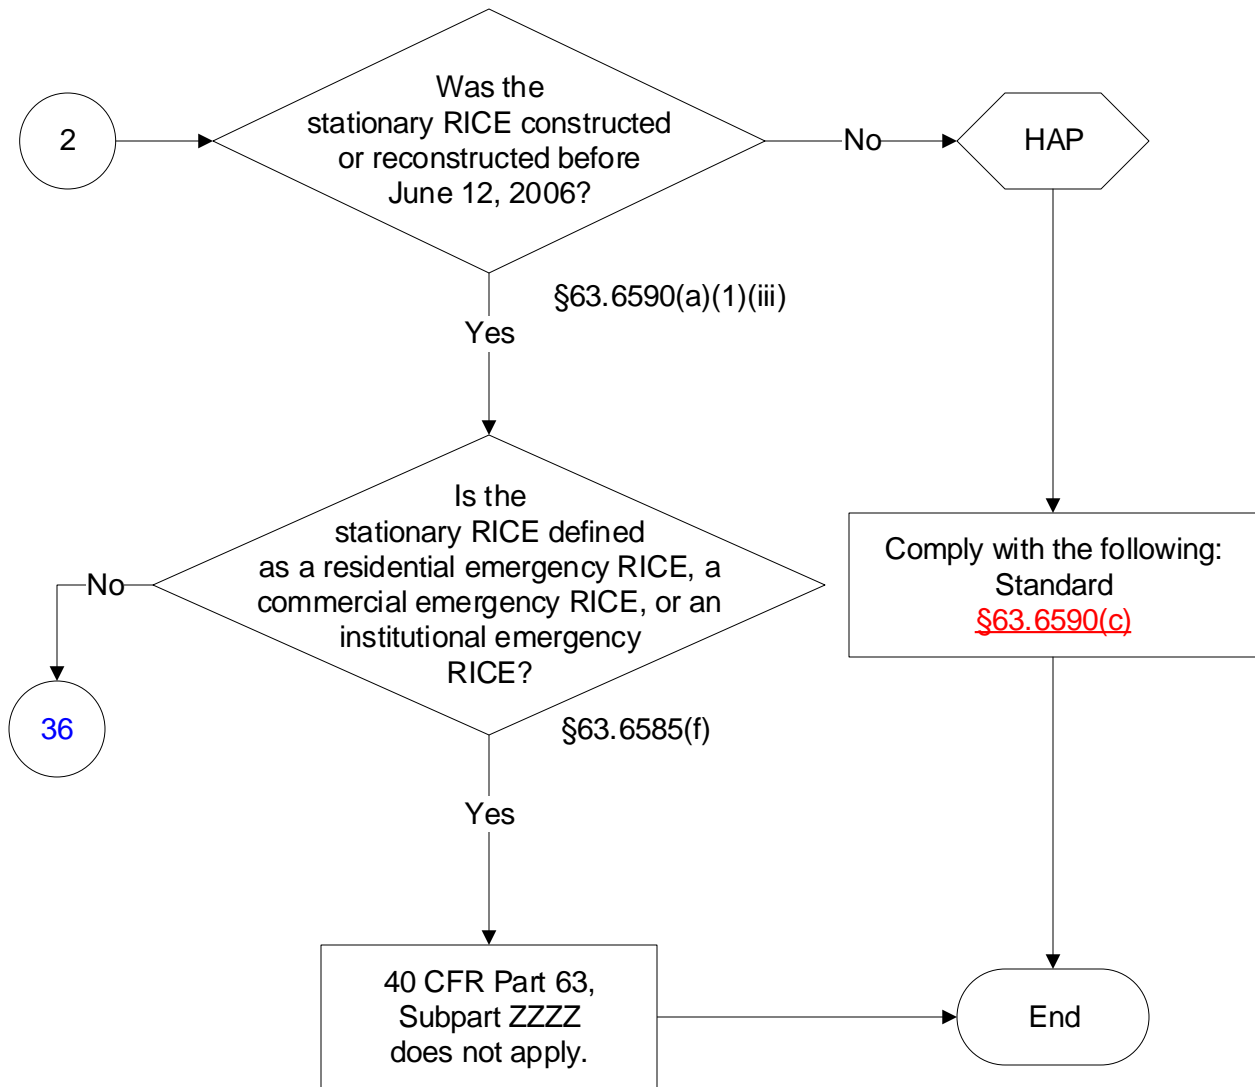 2
Was the
stationary RICE constructed
or reconstructed before
June 12, 2006?
No
HAP
§63.6590(a)(1)(iii)
Yes
Is the
stationary RICE defined
as a residential emergency RICE, a
commercial emergency RICE, or an
institutional emergency
RICE?
No
36
§63.6585(f)
Comply with the following:
Standard
§63.6590(c)
Yes
40 CFR Part 63,
Subpart ZZZZ
does not apply.
End